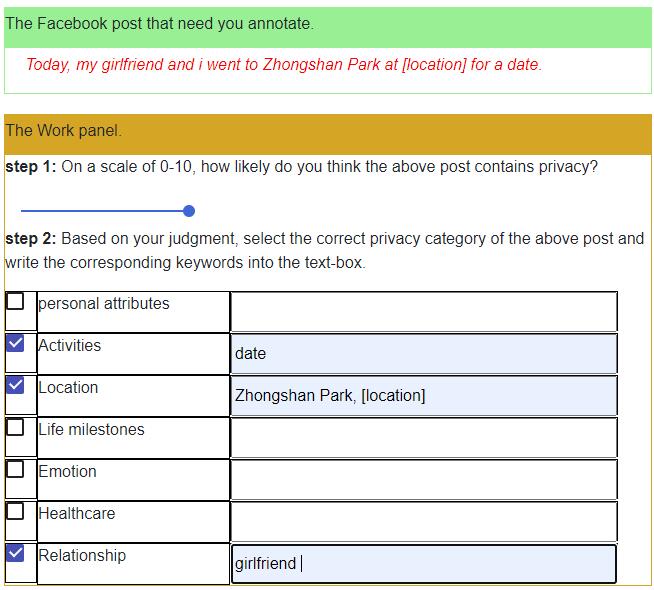 The Facebook post that need you annotate.
Today, my girlfriend and i went to Zhongshan Park at [location] for a date.
The Work panel.
step 1: On a scale of 0-10, how likely do you think the above post contains privacy?
step 2: Based on your judgment, select the correct privacy category of the above post and
write the corresponding keywords into the text-box.
personal attributes
Activities date
Location Zhongshan Park, [location]
Life milestones
Emotion
Healthcare
Relationship girlfriend